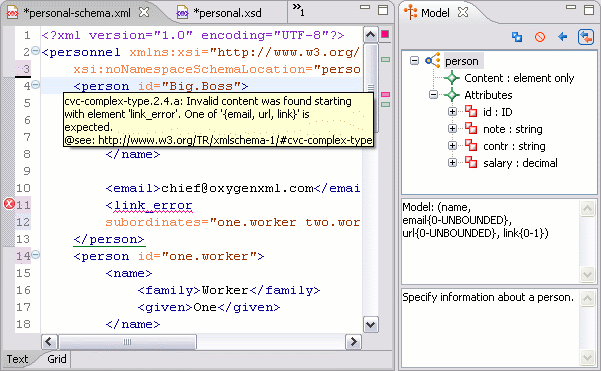 *personal-schema.xml
*personal.xsd
»1
1 <?xml version="1.0" encoding="UTF-8"?>
2 <personnel xmlns:xsi="http://www.w3.org/
3 xsi:noNamespaceSchemaLocation="perso
4 <person id="Big.Boss">
cvc-complex-type.2.4.a: Invalid content was found starting
with element 'link_error'. One of '{email, url, link}' is
expected.
@see: http://www.w3.org/TR/xmlschema-1/#cvc-complex-type
8 </name>
9
10 <email>chief@oxygenxml.com</emai
11 <link_error
12 subordinates="one.worker two.wor
13 </person>
14 <person id="one.worker">
15 <name>
16 <family>Worker</family>
17 <given>One</given>
18 </name>
Text
Grid
Model
person
Content : element only
Attributes
id : ID
note : string
contr : string
salary : decimal
Model: (name,
email{0-UNBOUNDED},
url{0-UNBOUNDED}, link{0-1})
Specify information about a person.